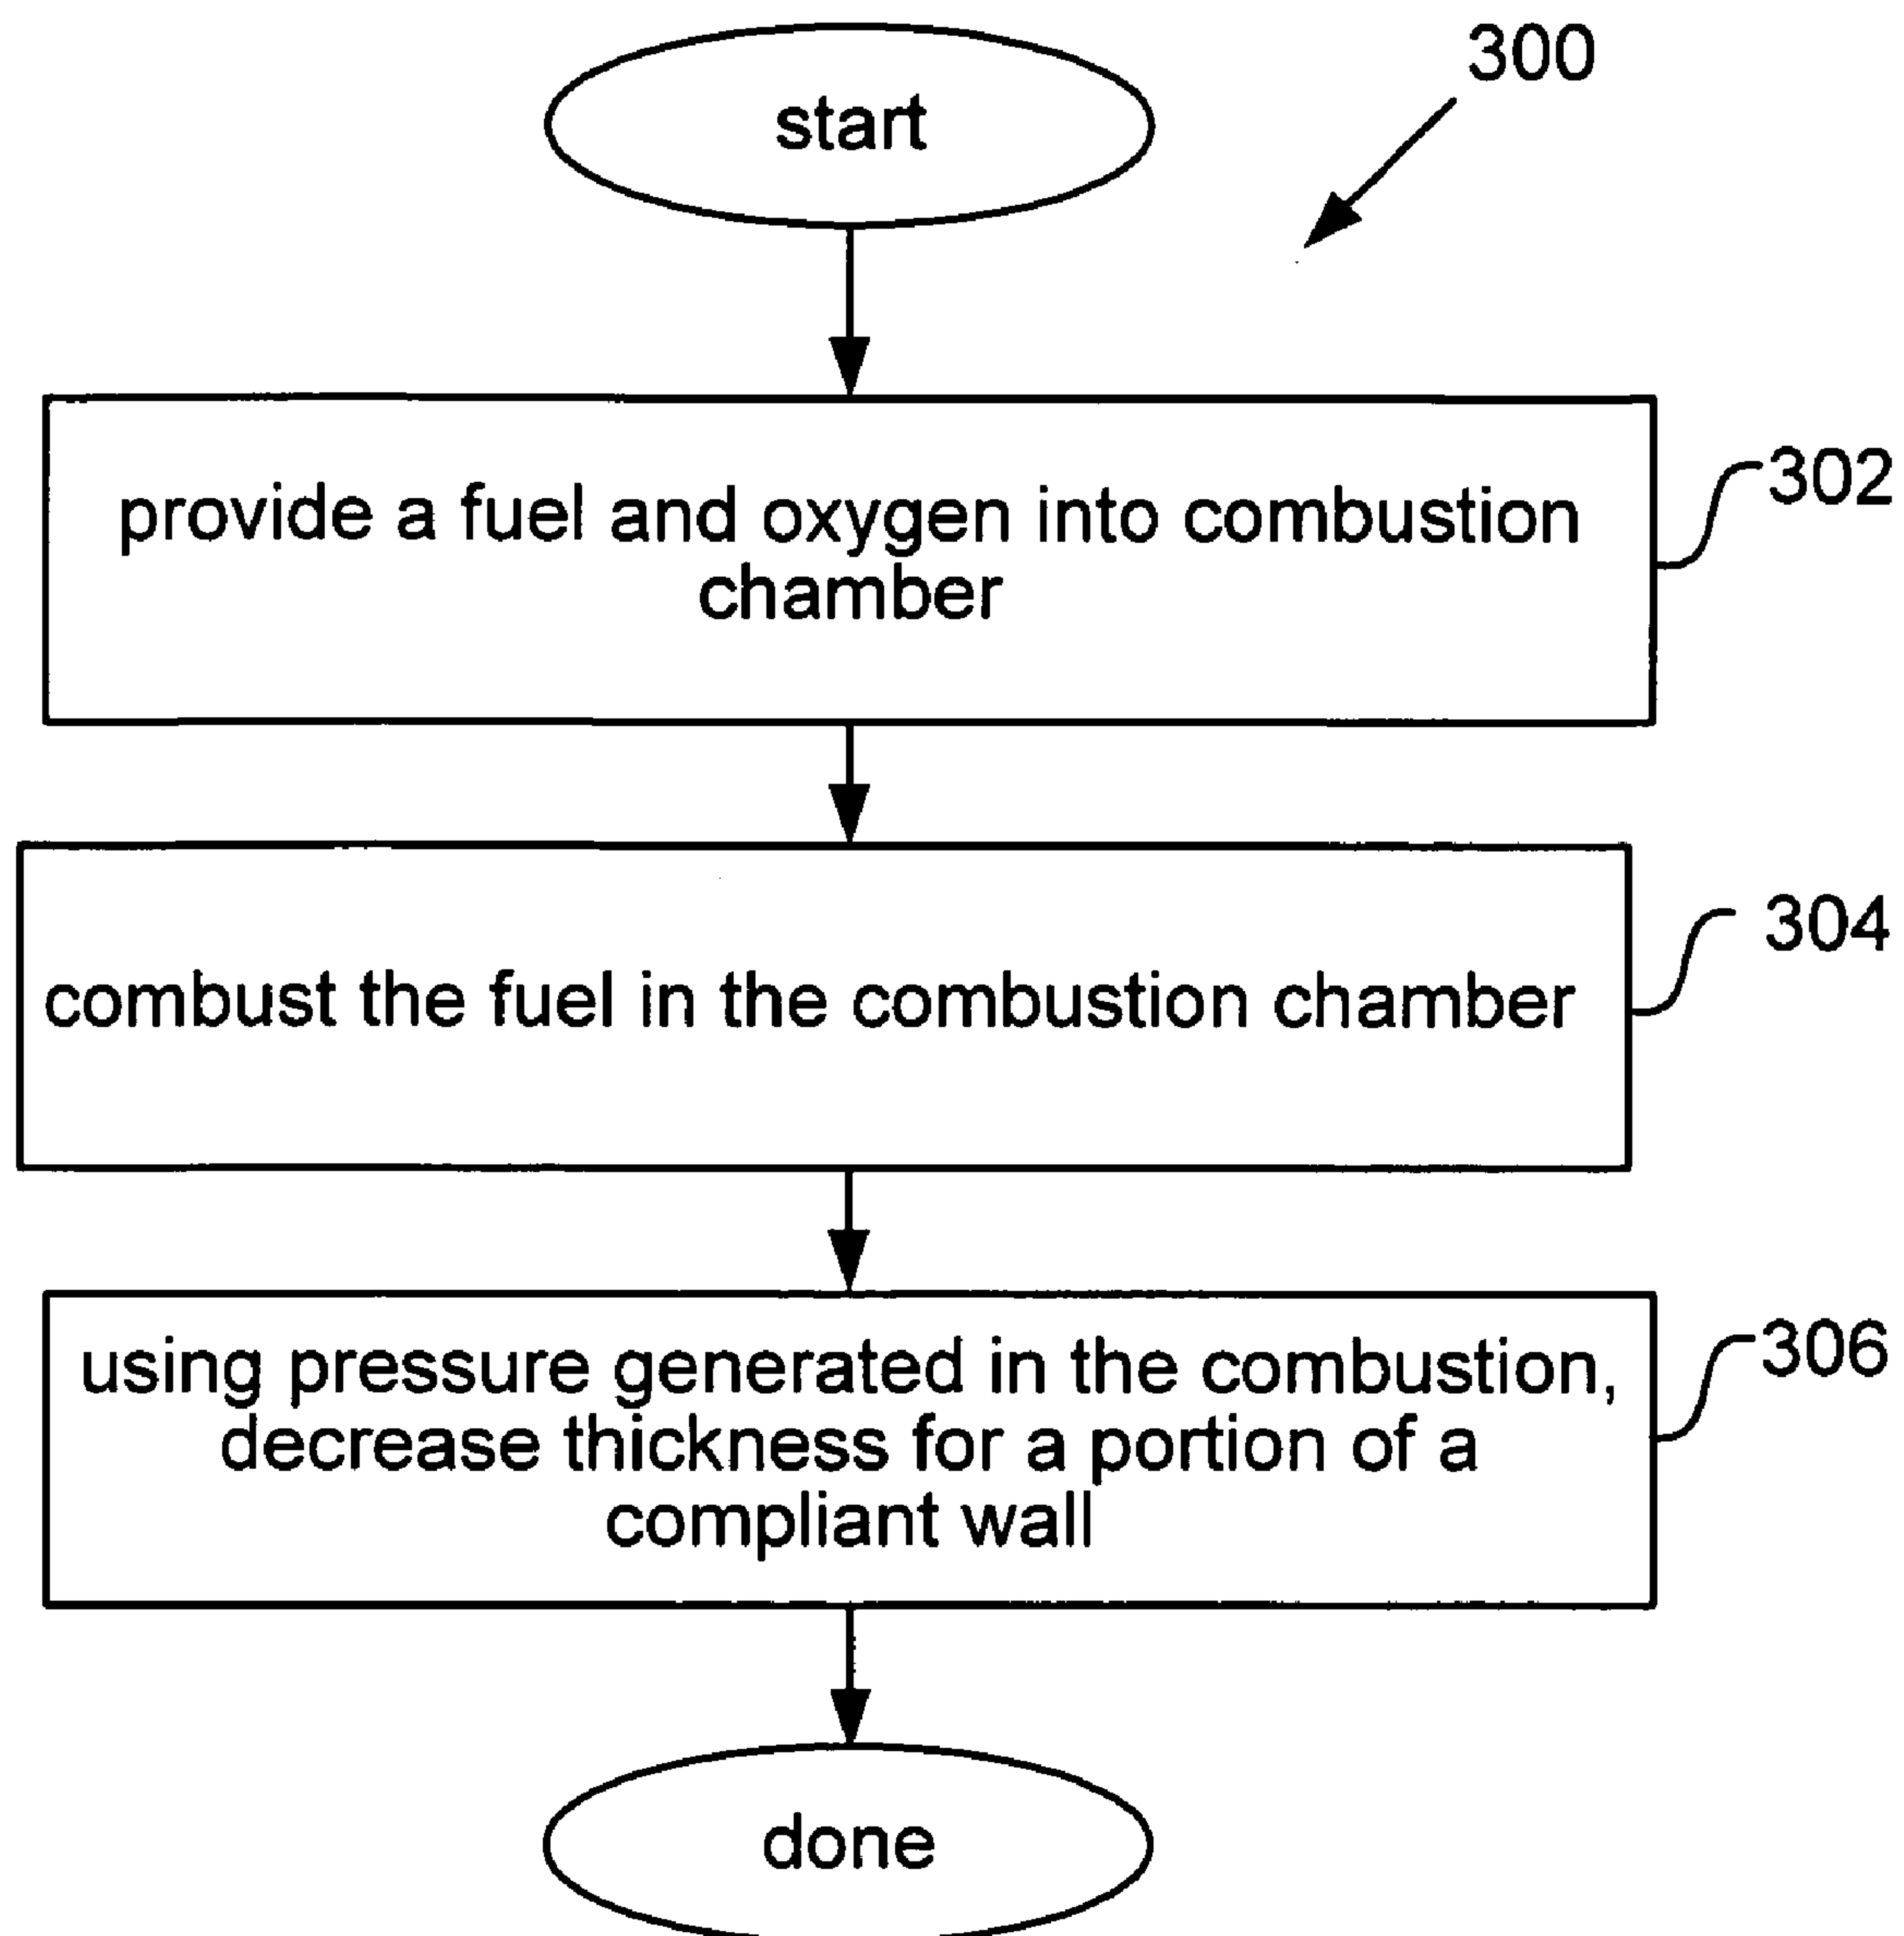 start
300
provide a fuel and oxygen into combustion
chamber
302
combust the fuel in the combustion chamber
304
using pressure generated in the combustion,
decrease thickness for a portion of a
compliant wall
306
done